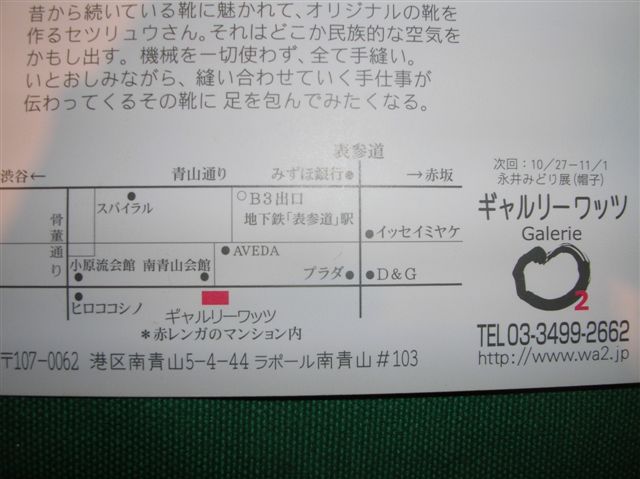 昔から続いている靴に魅かれて、オリジナルの靴を
作るセツリュウさん。それはどこか民族的な空気を
かもし出す。機械を一切使わず、全て手縫い。
いとおしみながら、縫い合わせていく手仕事が
伝わってくるその靴に 足を包んでみたくなる。
表参道
渋谷←
青山通り
みずほ銀行
→赤坂
スパイラル
B3出口
地下鉄「表参道」駅
骨董通り
イッセイミヤケ
AVEDA
小原流会館
南青山会館
プラダ
D&G
ヒロココシノ
ギャルリーワッツ
*赤レンガのマンション内
〒107-0062 港区南青山5-4-44 ラポール南青山 #103
次回:10/27-11/1
永井みどり展(帽子)
ギャルリーワッツ
Galerie
2
TEL 03-3499-2662
http://www.wa2.jp